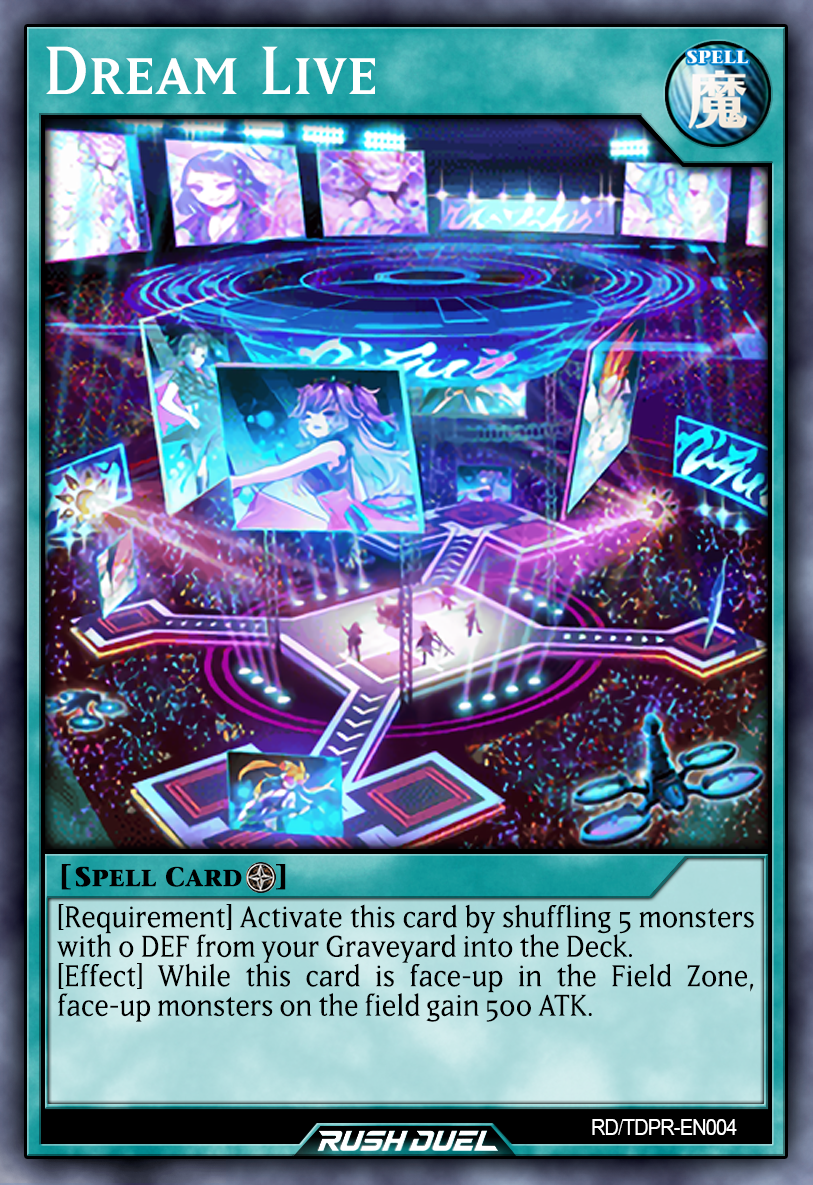 Dream Live
SPELL
魔
[Spell Card]
[Requirement] Activate this card by shuffling 5 monsters
with 0 DEF from your Graveyard into the Deck.
[Effect] While this card is face-up in the Field Zone,
face-up monsters on the field gain 500 ATK.
RD/TDPR-EN004
RUSH DUEL